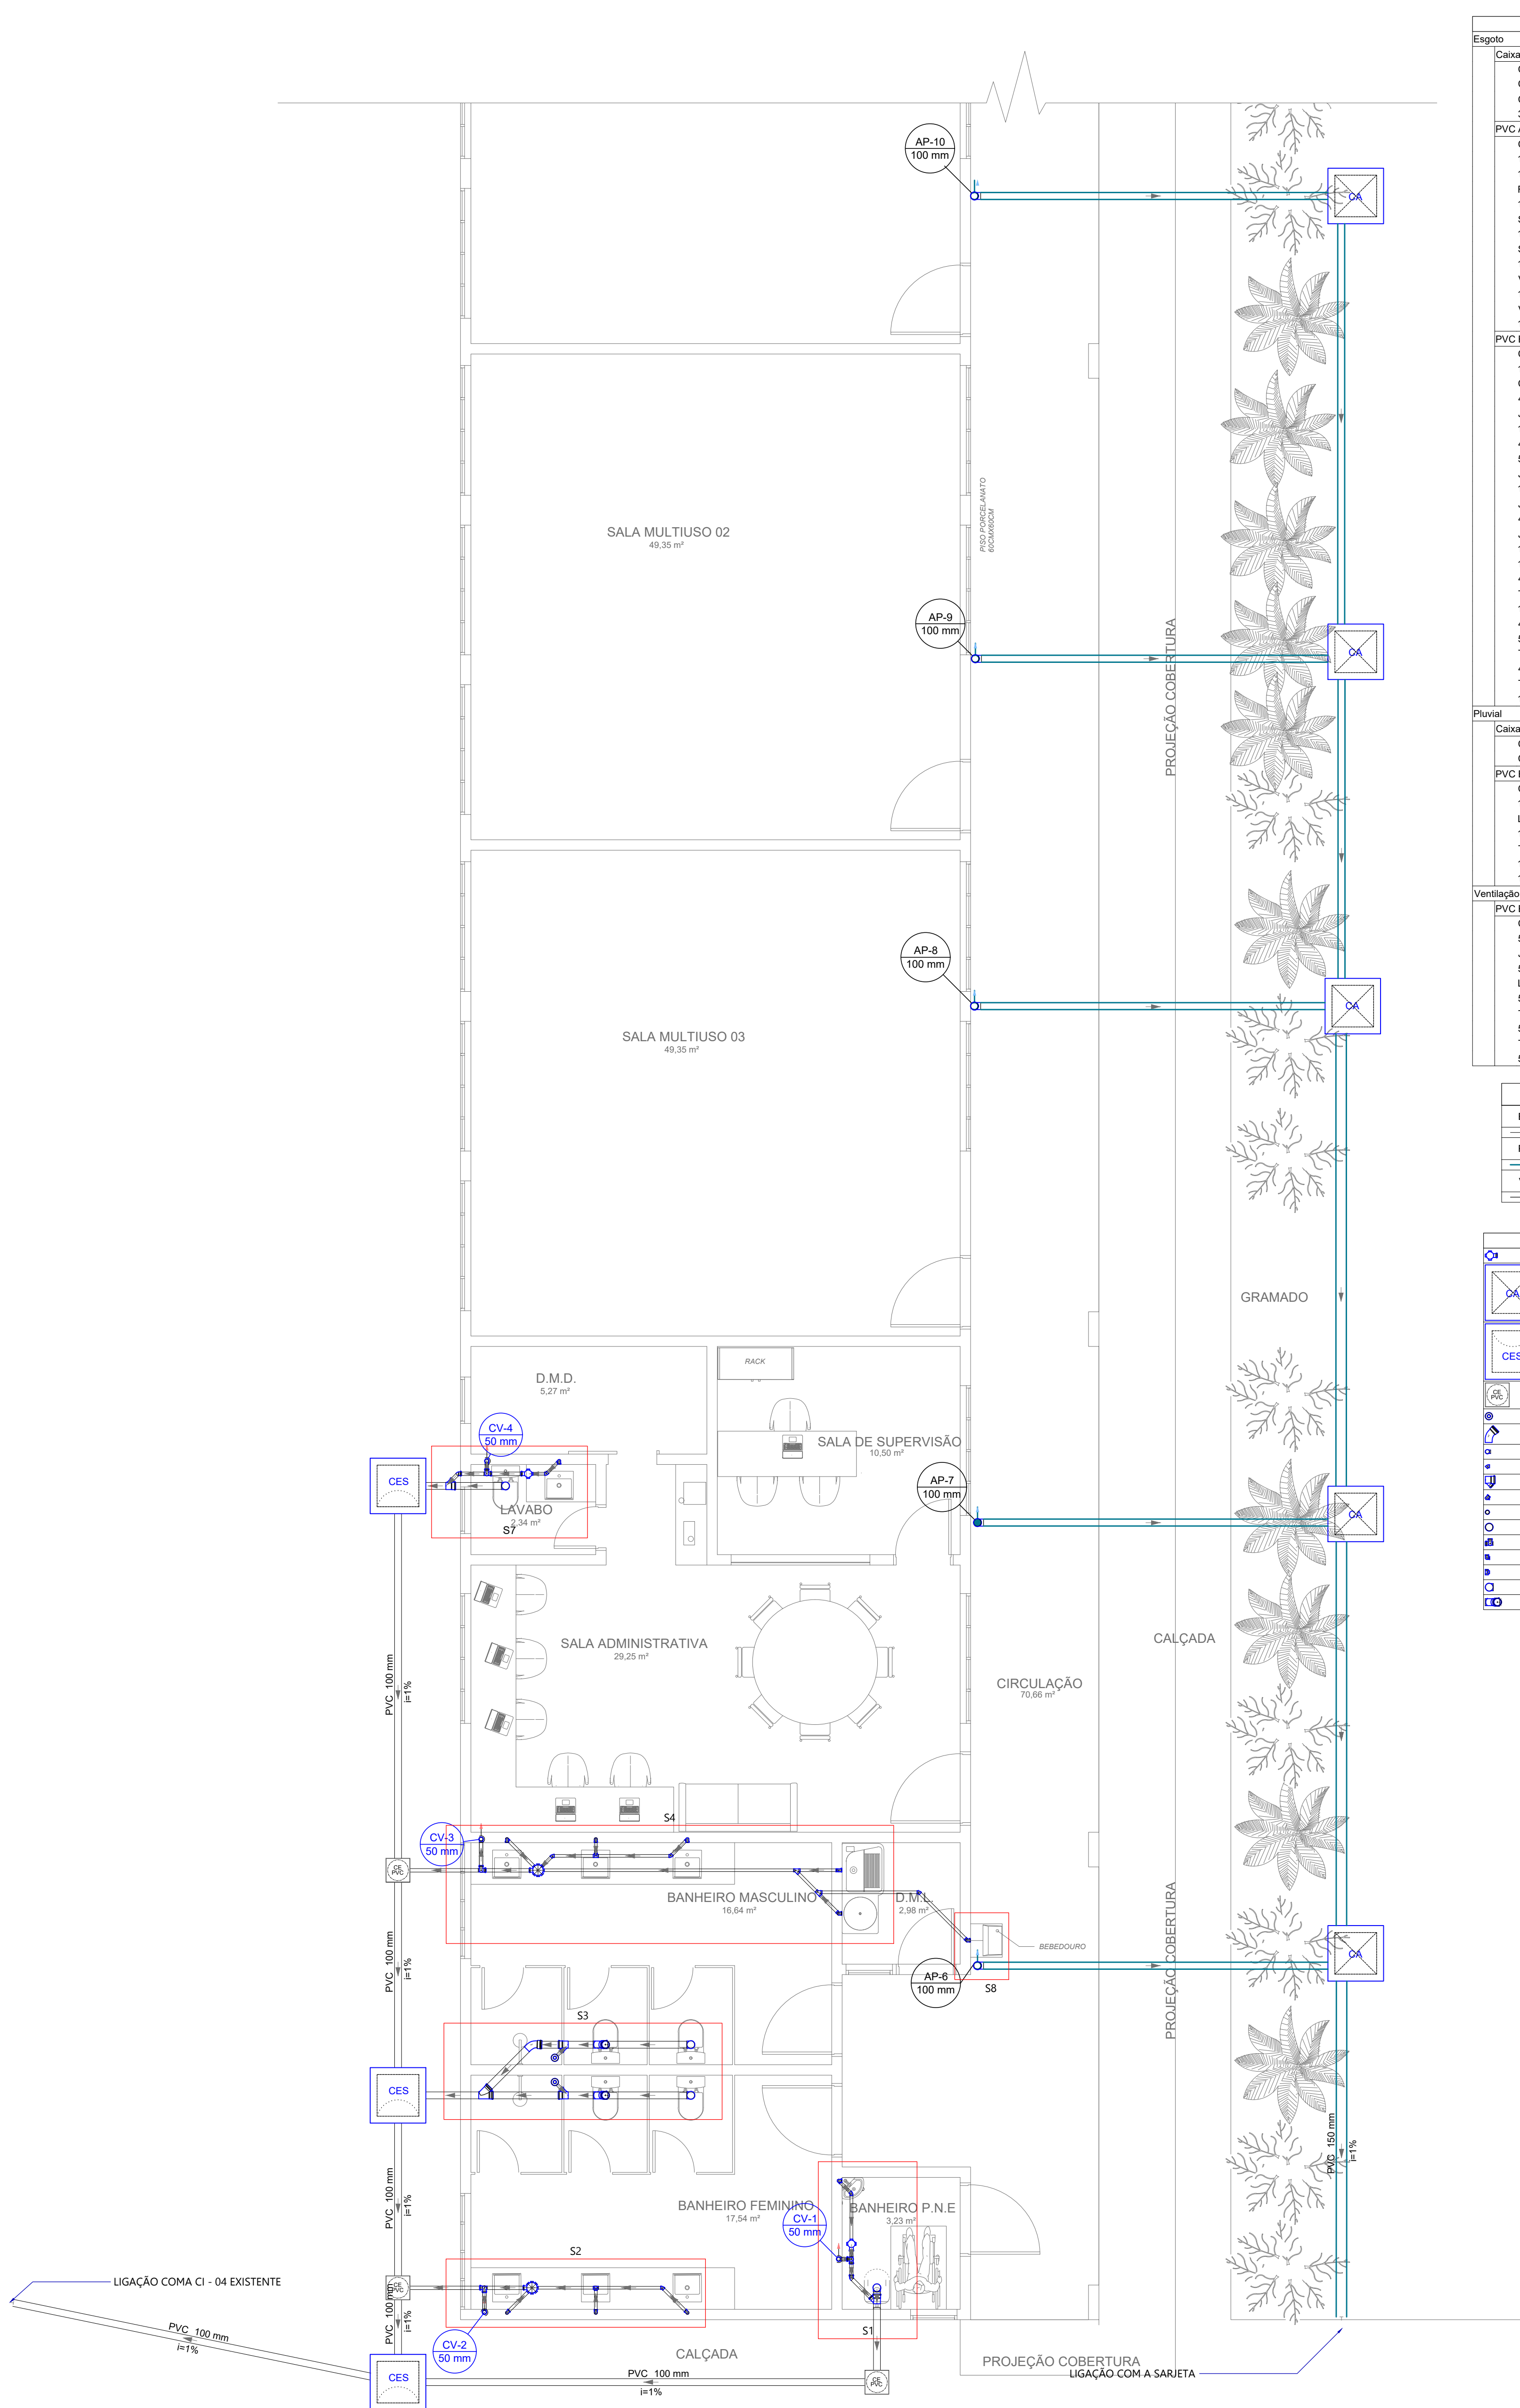 AP-10
100 mm
CA
SALA MULTIUSO 02
49,35 m²
PISO PORCELANATO
60CMX60CM
AP-9
100 mm
CA
PROJEÇÃO COBERTURA
AP-8
100 mm
CA
SALA MULTIUSO 03
49,35 m²
GRAMADO
RACK
D.M.D.
5,27 m²
CV-4
50 mm
SALA DE SUPERVISÃO
10,50 m²
CES
LAVABO
2,34 m²
S7
AP-7
100 mm
CA
SALA ADMINISTRATIVA
29,25 m²
CALÇADA
CIRCULAÇÃO
70,66 m²
PVC 100 mm
i=1%
S4
CV-3
50 mm
CE
PVC
BANHEIRO MASCULINO
16,64 m²
D.M.L.
2,98 m²
BEBEDOURO
PROJEÇÃO COBERTURA
CA
AP-6
100 mm
S8
PVC 100 mm
i=1%
S3
CES
PVC 150 mm
i=1%
PVC 100 mm
i=1%
BANHEIRO FEMININO
17,54 m²
CV-1
50 mm
BANHEIRO P.N.E
3,23 m²
S2
LIGAÇÃO COMA CI - 04 EXISTENTE
CE
PVC
PVC 100 mm
i=1%
PVC 100 mm
i=1%
CV-2
50 mm
S1
CALÇADA
PROJEÇÃO COBERTURA
LIGAÇÃO COM A SARJETA
CES
PVC 100 mm
i=1%
CE
PVC
Esgoto
Caixa
PVC
PVC
Pluvial
Caixa
PVC
Ventilação
PVC
CA
CES
CE
PVC